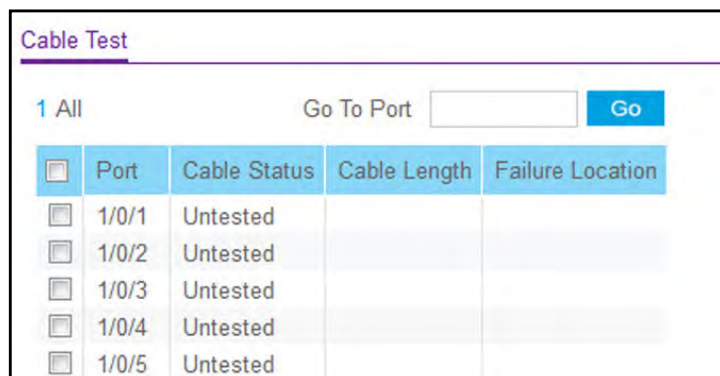 Cable Test
1 All Go To Port Go
Port Cable Status Cable Length Failure Location
1/0/1 Untested
1/0/2 Untested
1/0/3 Untested
1/0/4 Untested
1/0/5 Untested